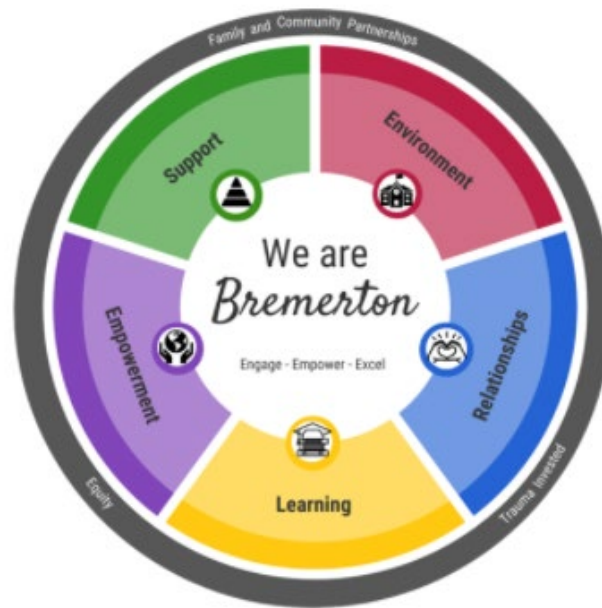 Family and Community Partnerships
Support
Environment
We are
Bremerton
Engage - Empower - Excel
Empowerment
Relationships
Learning
Equity
Trauma Invested